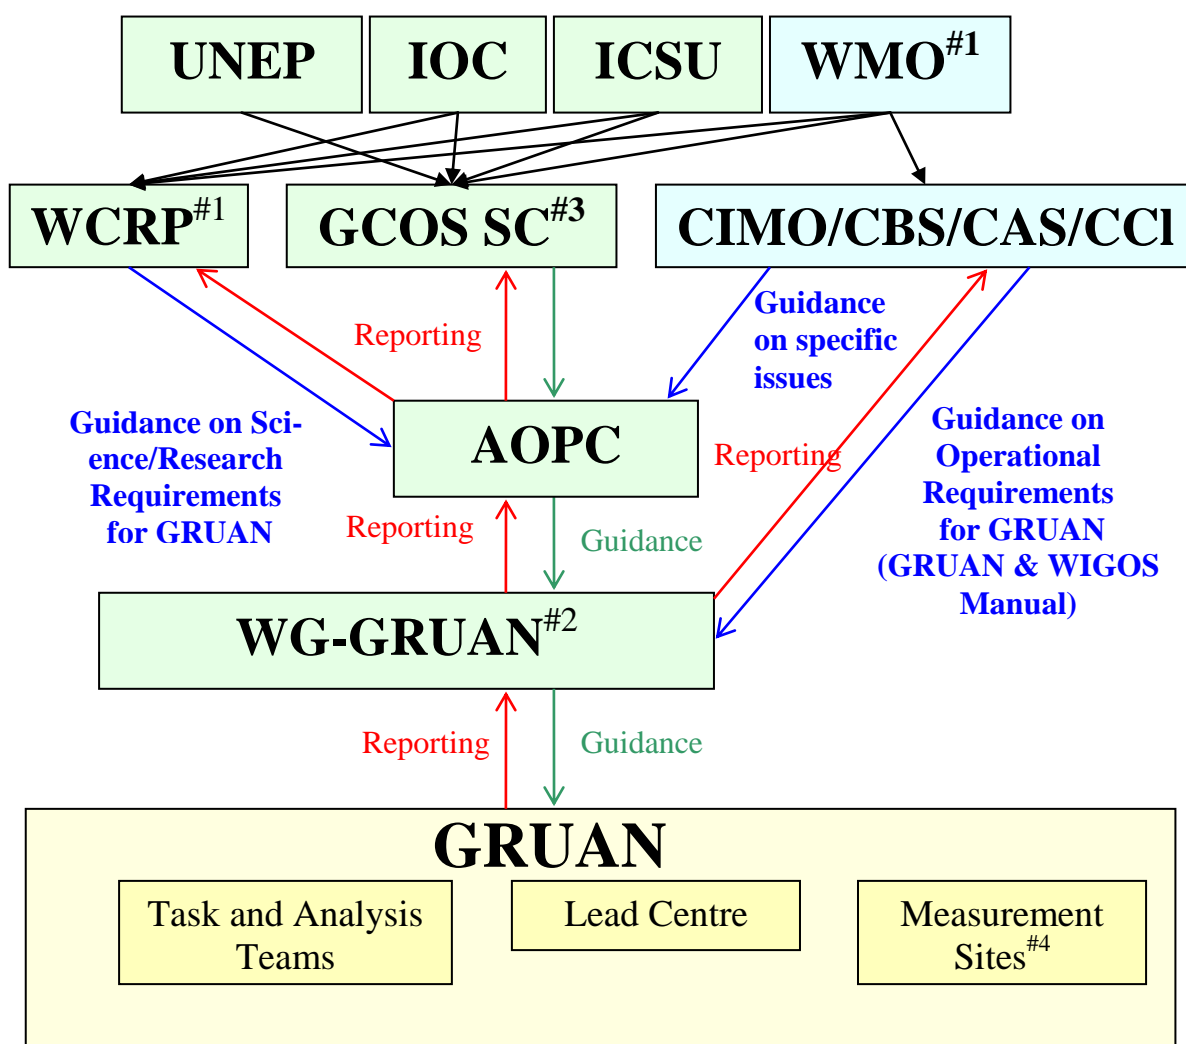 UNEP
IOC
ICSU
WMO#1
WCRP#1
GCOS SC#3
CIMO/CBS/CAS/CCl
Reporting
Guidance
on specific
issues
Guidance on Sci-
ence/Research
Requirements
for GRUAN
AOPC
Reporting
Guidance on
Operational
Requirements
for GRUAN
(GRUAN & WIGOS
Manual)
Reporting
Guidance
WG-GRUAN#2
Reporting
Guidance
GRUAN
Task and Analysis
Teams
Lead Centre
Measurement
Sites#4